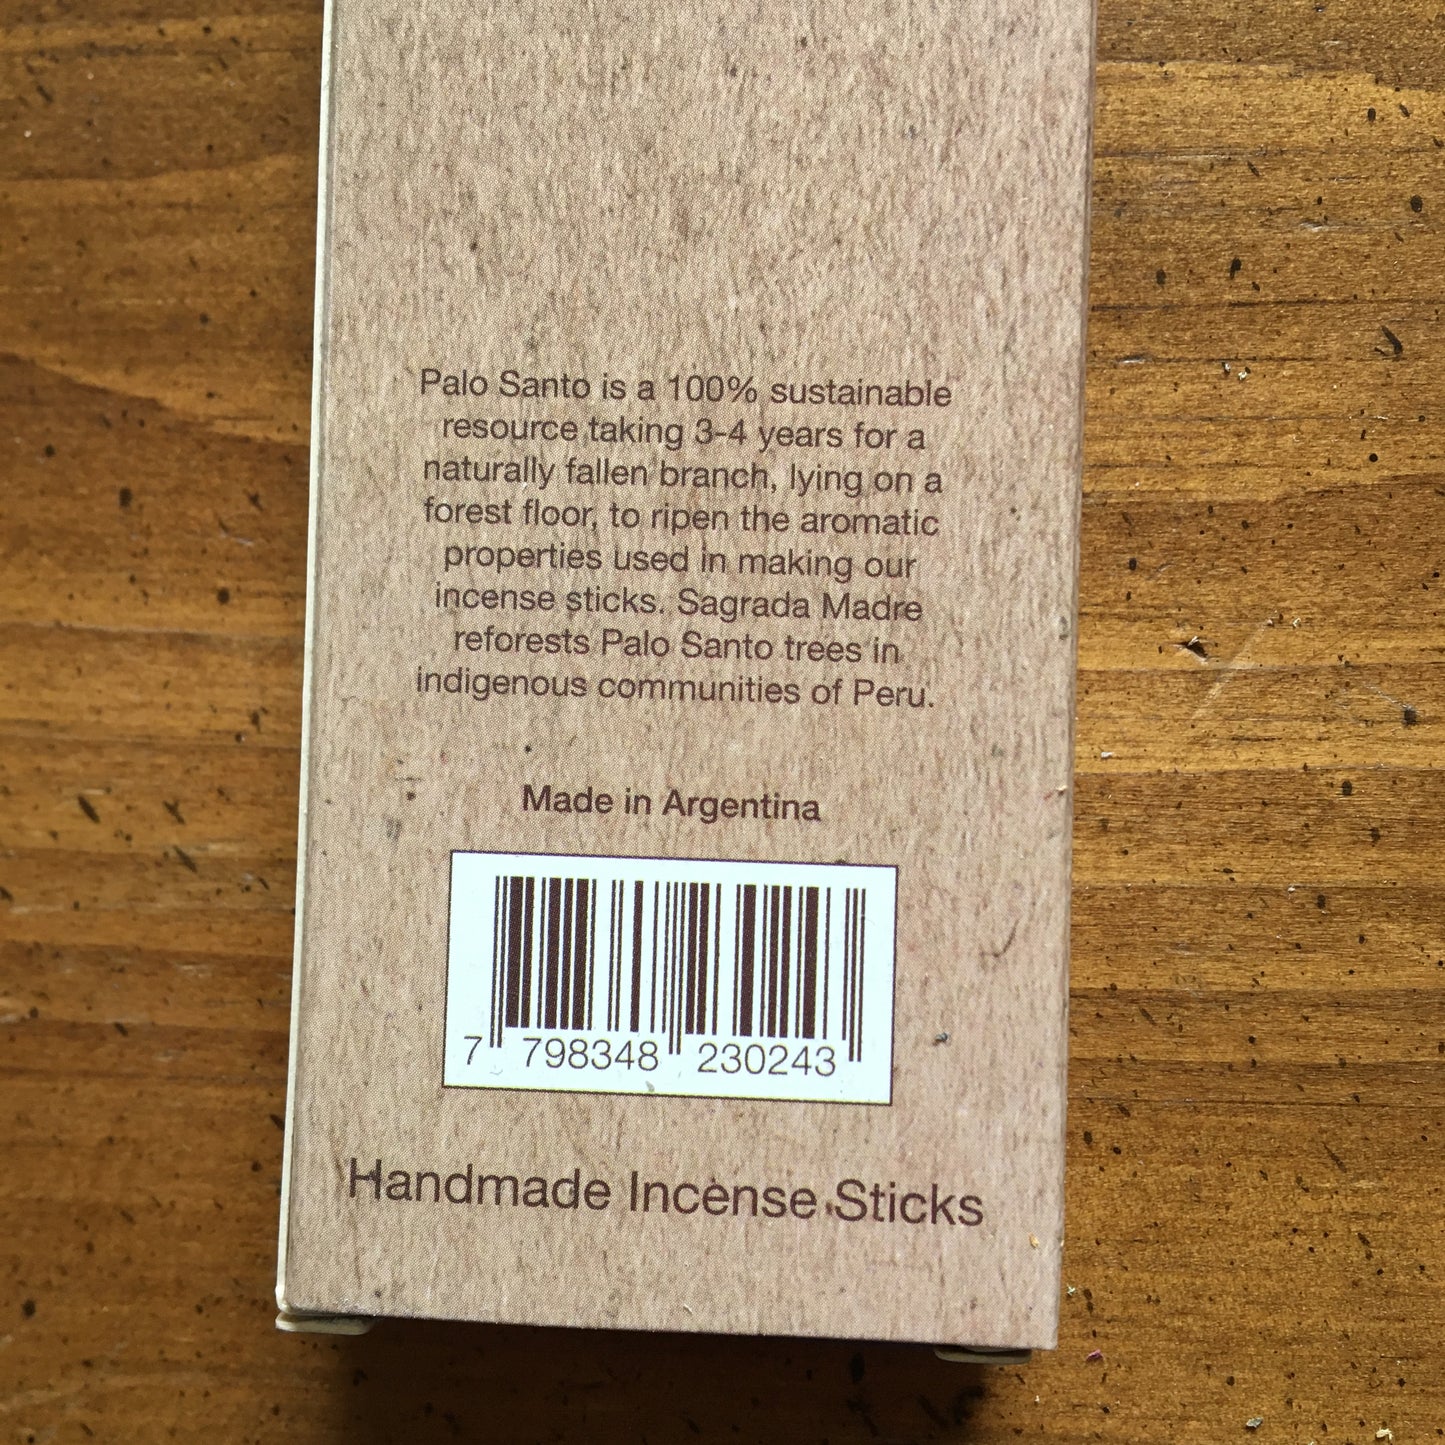 Palo Santo is a 100% sustainable
resource taking 3-4 years for a
naturally fallen branch, lying on a
forest floor, to ripen the aromatic
properties used in making our
incense sticks. Sagrada Madre
reforests Palo Santo trees in
indigenous communities of Peru.
Made in Argentina
7 798348 230243
Handmade Incense Sticks